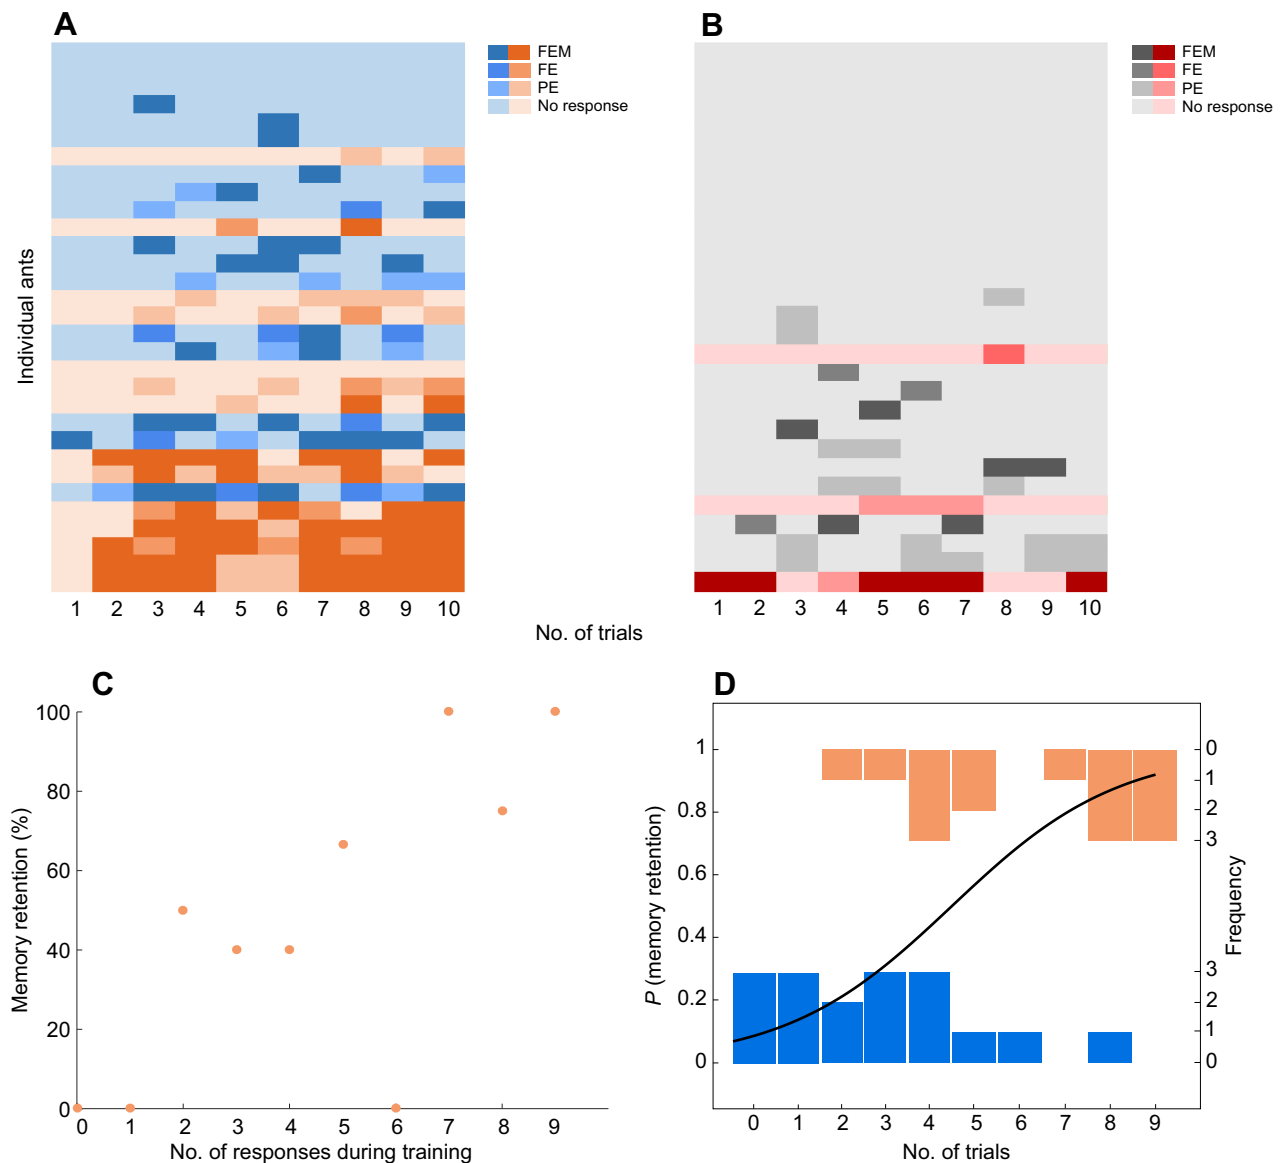 A
FEM
FE
PE
No response
Individual ants
1 2 3 4 5 6 7 8 9 10
B
FEM
FE
PE
No response
1 2 3 4 5 6 7 8 9 10
No. of trials
C
100
80
60
40
20
0
Memory retention (%)
0 1 2 3 4 5 6 7 8 9
No. of responses during training
D
1
0.8
0.6
0.4
0.2
0
P (memory retention)
0
1
2
3
3
2
1
0
Frequency
0 1 2 3 4 5 6 7 8 9
No. of trials